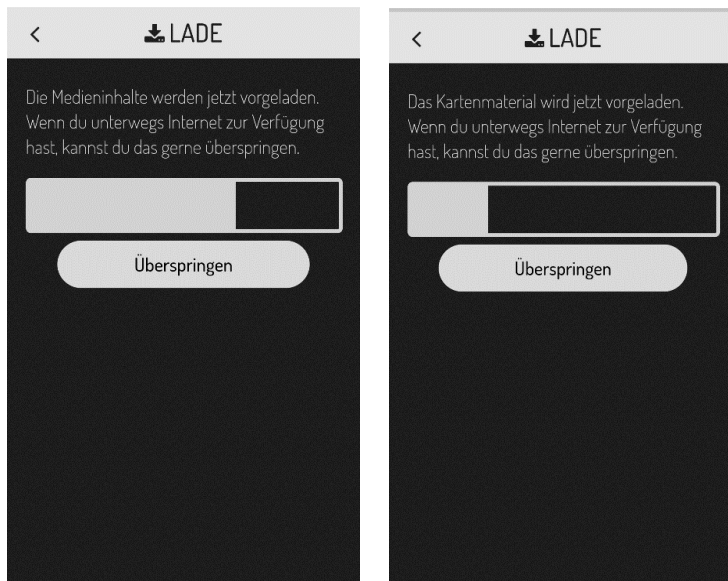 LADE
Die Medieninhalte werden jetzt vorgeladen.
Wenn du unterwegs Internet zur Verfügung
hast, kannst du das gerne überspringen.
Überspringen
LADE
Das Kartenmaterial wird jetzt vorgeladen.
Wenn du unterwegs Internet zur Verfügung
hast, kannst du das gerne überspringen.
Überspringen